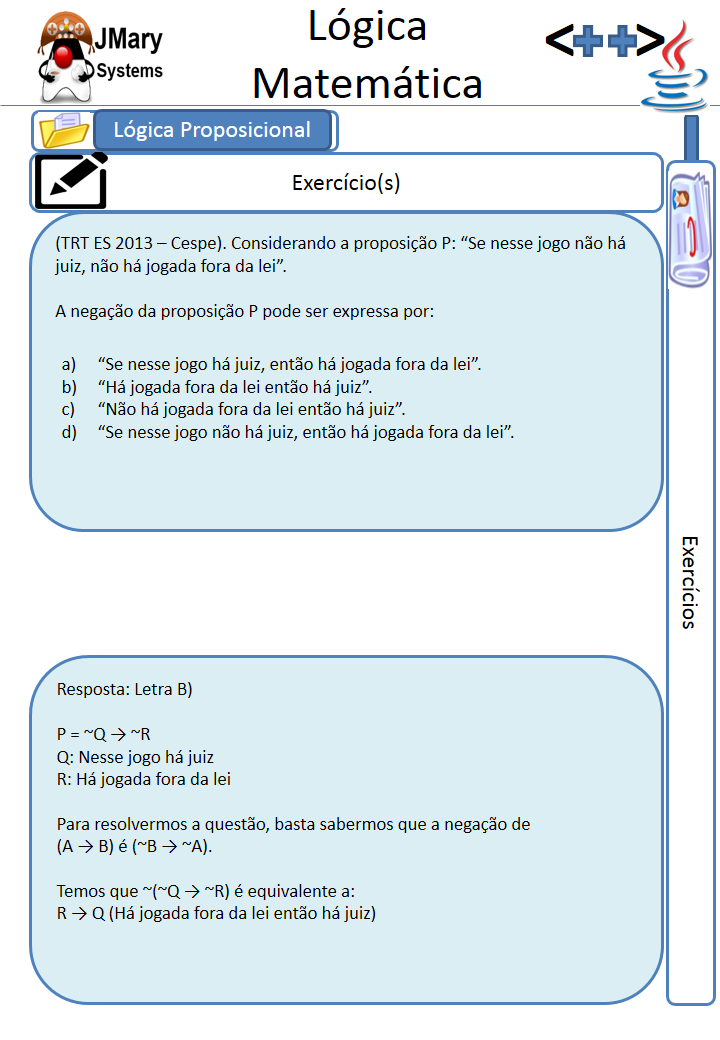 JMary
Systems
Lógica
Matemática
<++>
Lógica Proposicional
Exercício(s)
(TRT ES 2013 – Cespe). Considerando a proposição P: “Se nesse jogo não há
juiz, não há jogada fora da lei”.
A negação da proposição P pode ser expressa por:
a) “Se nesse jogo há juiz, então há jogada fora da lei”.
b) “Há jogada fora da lei então há juiz”.
c) “Não há jogada fora da lei então há juiz”.
d) “Se nesse jogo não há juiz, então há jogada fora da lei”.
Exercícios
Resposta: Letra B)
P = ~Q → ~R
Q: Nesse jogo há juiz
R: Há jogada fora da lei
Para resolvermos a questão, basta sabermos que a negação de
(A → B) é (~B → ~A).
Temos que ~(~Q → ~R) é equivalente a:
R → Q (Há jogada fora da lei então há juiz)